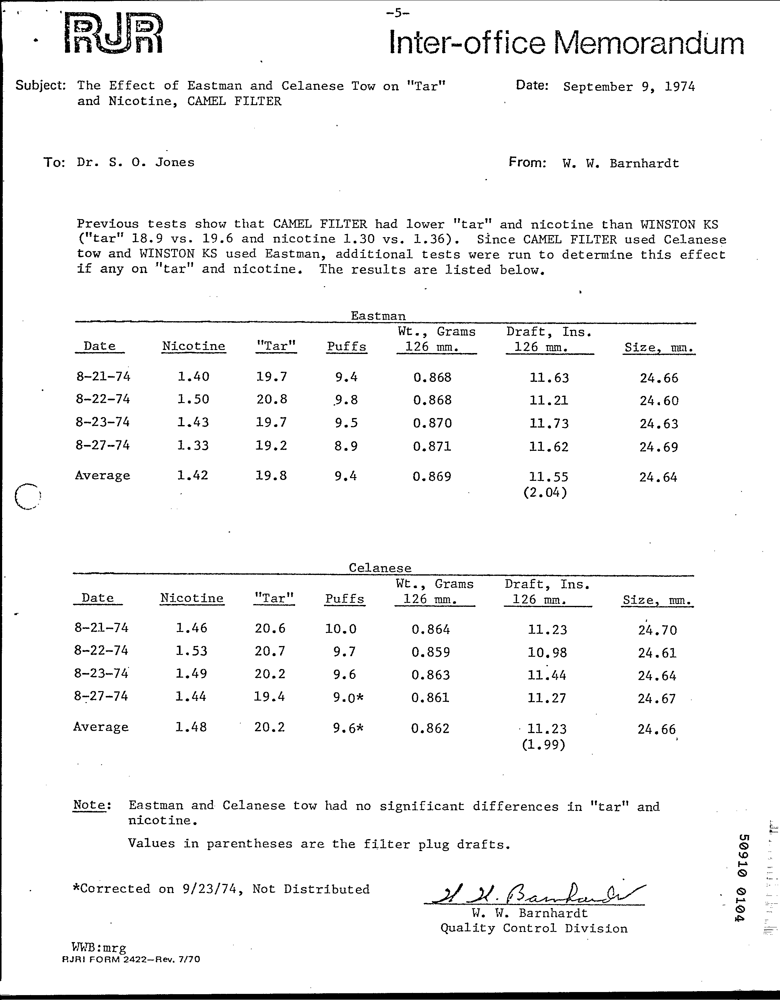 -5-
RJR
Inter-office Memorandum
Subject: The Effect of Eastman and Celanese Tow on "Tar" Date: September 9, 1974
and Nicotine, CAMEL FILTER
To: Dr. S. O. Jones From: W. W. Barnhardt
Previous tests show that CAMEL FILTER had lower "tar" and nicotine than WINSTON KS
("tar" 18.9 vs. 19.6 and nicotine 1.30 vs. 1.36). Since CAMEL FILTER used Celanese
tow and WINSTON KS used Eastman, additional tests were run to determine this effect
if any on "tar" and nicotine. The results are listed below.
Eastman
Wt., Grams Draft, Ins.
Date Nicotine "Tar" Puffs 126 mm. 126 mm. Size, mm.
8-21-74 1.40 19.7 9.4 0.868 11.63 24.66
8-22-74 1.50 20.8 9.8 0.868 11.21 24.60
8-23-74 1.43 19.7 9.5 0.870 11.73 24.63
8-27-74 1.33 19.2 8.9 0.871 11.62 24.69
Average 1.42 19.8 9.4 0.869 11.55 24.64
(2.04)
Celanese
Wt., Grams Draft, Ins.
Date Nicotine "Tar" Puffs 126 mm. 126 mm. Size, mm.
8-21-74 1.46 20.6 10.0 0.864 11.23 24.70
8-22-74 1.53 20.7 9.7 0.859 10.98 24.61
8-23-74 1.49 20.2 9.6 0.863 11.44 24.64
8-27-74 1.44 19.4 9.0* 0.861 11.27 24.67
Average 1.48 20.2 9.6* 0.862 11.23 24.66
(1.99)
Note: Eastman and Celanese tow had no significant differences in "tar" and
nicotine.
Values in parentheses are the filter plug drafts.
*Corrected on 9/23/74, Not Distributed
W. W. Barnhardt
W. W. Barnhardt
Quality Control Division
WWB:mrg
RJRI FORM 2422—Rev. 7/70
50910 0104